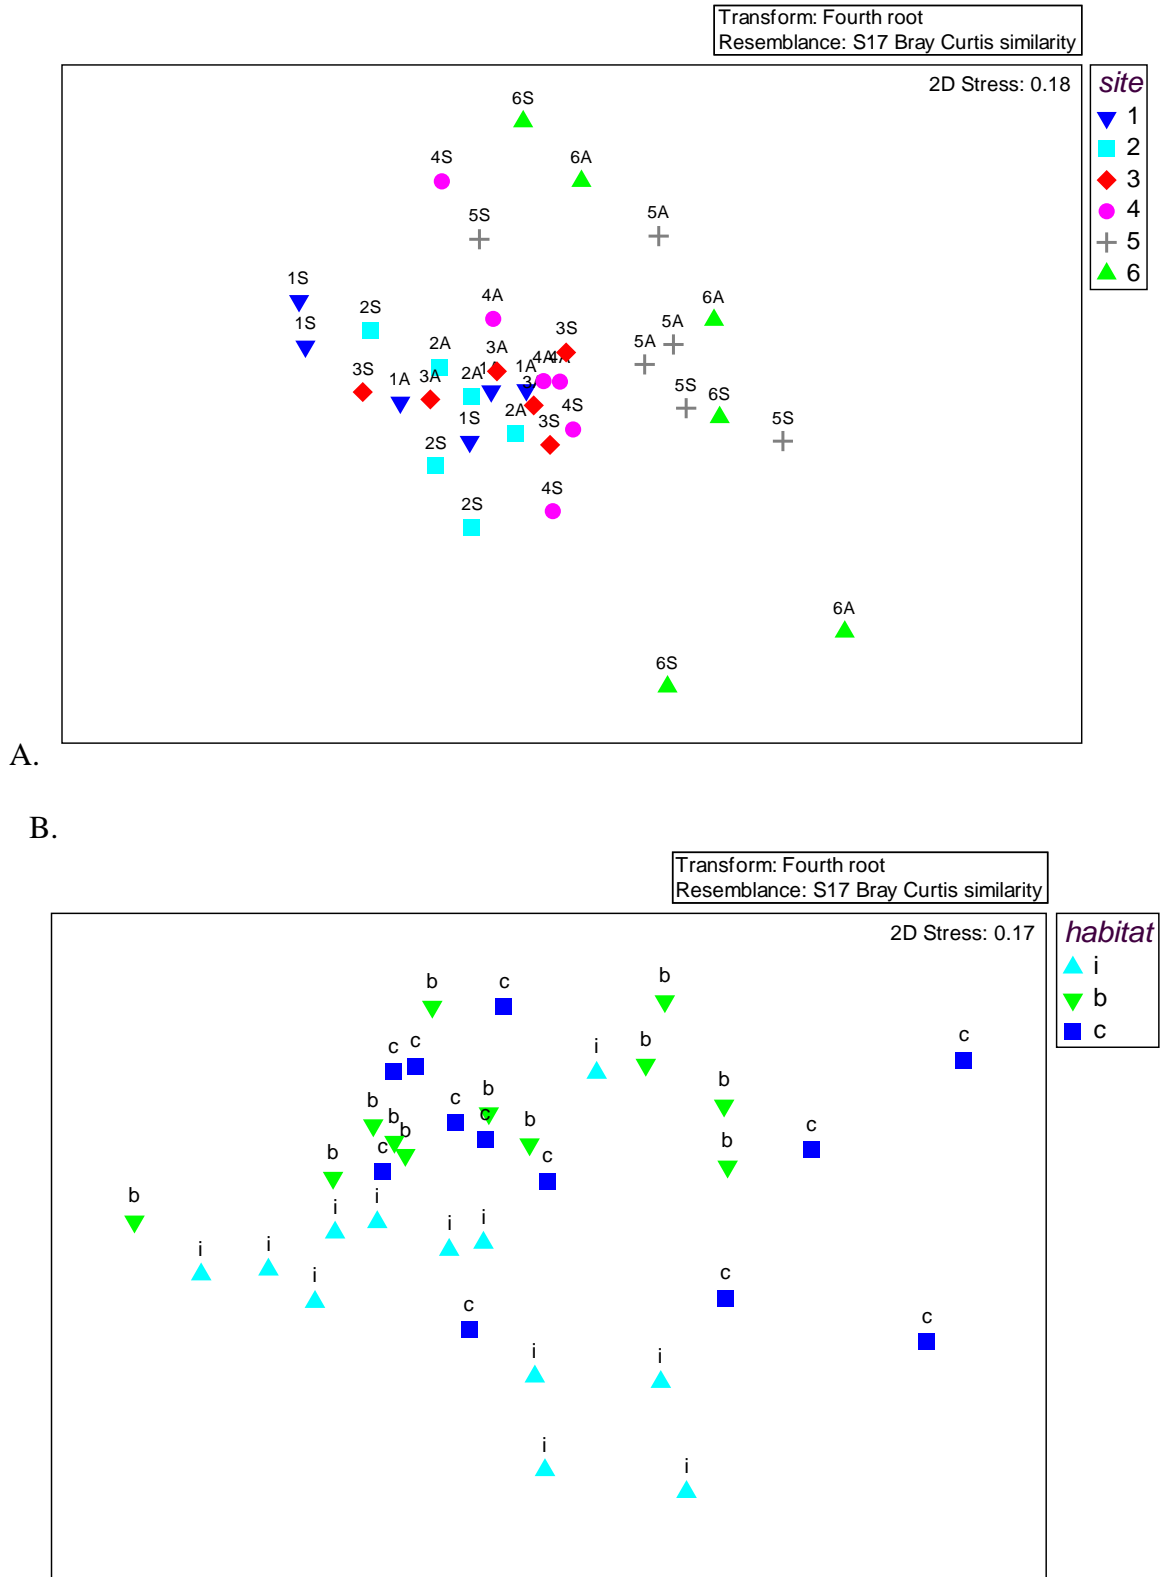 Transform: Fourth root
Resemblance: S17 Bray Curtis similarity
2D Stress: 0.18
site
1
2
3
4
5
6
6S
4S
6A
5S
5A
1S
2S
4A
6A
1S
3S
5A
2A
3A
4A
4A
5A
3S
1A
3A
2A
1A
1A
5S
6S
1S
2A
3S
4S
5S
2S
4S
2S
6A
6S
A.
B.
Transform: Fourth root
Resemblance: S17 Bray Curtis similarity
2D Stress: 0.17
habitat
i
b
c
b
c
b
c
c
i
b
c
b
c
b
c
b
b
b
b
c
b
c
c
b
b
i
i
i
i
i
i
i
c
c
c
i
i
i
i